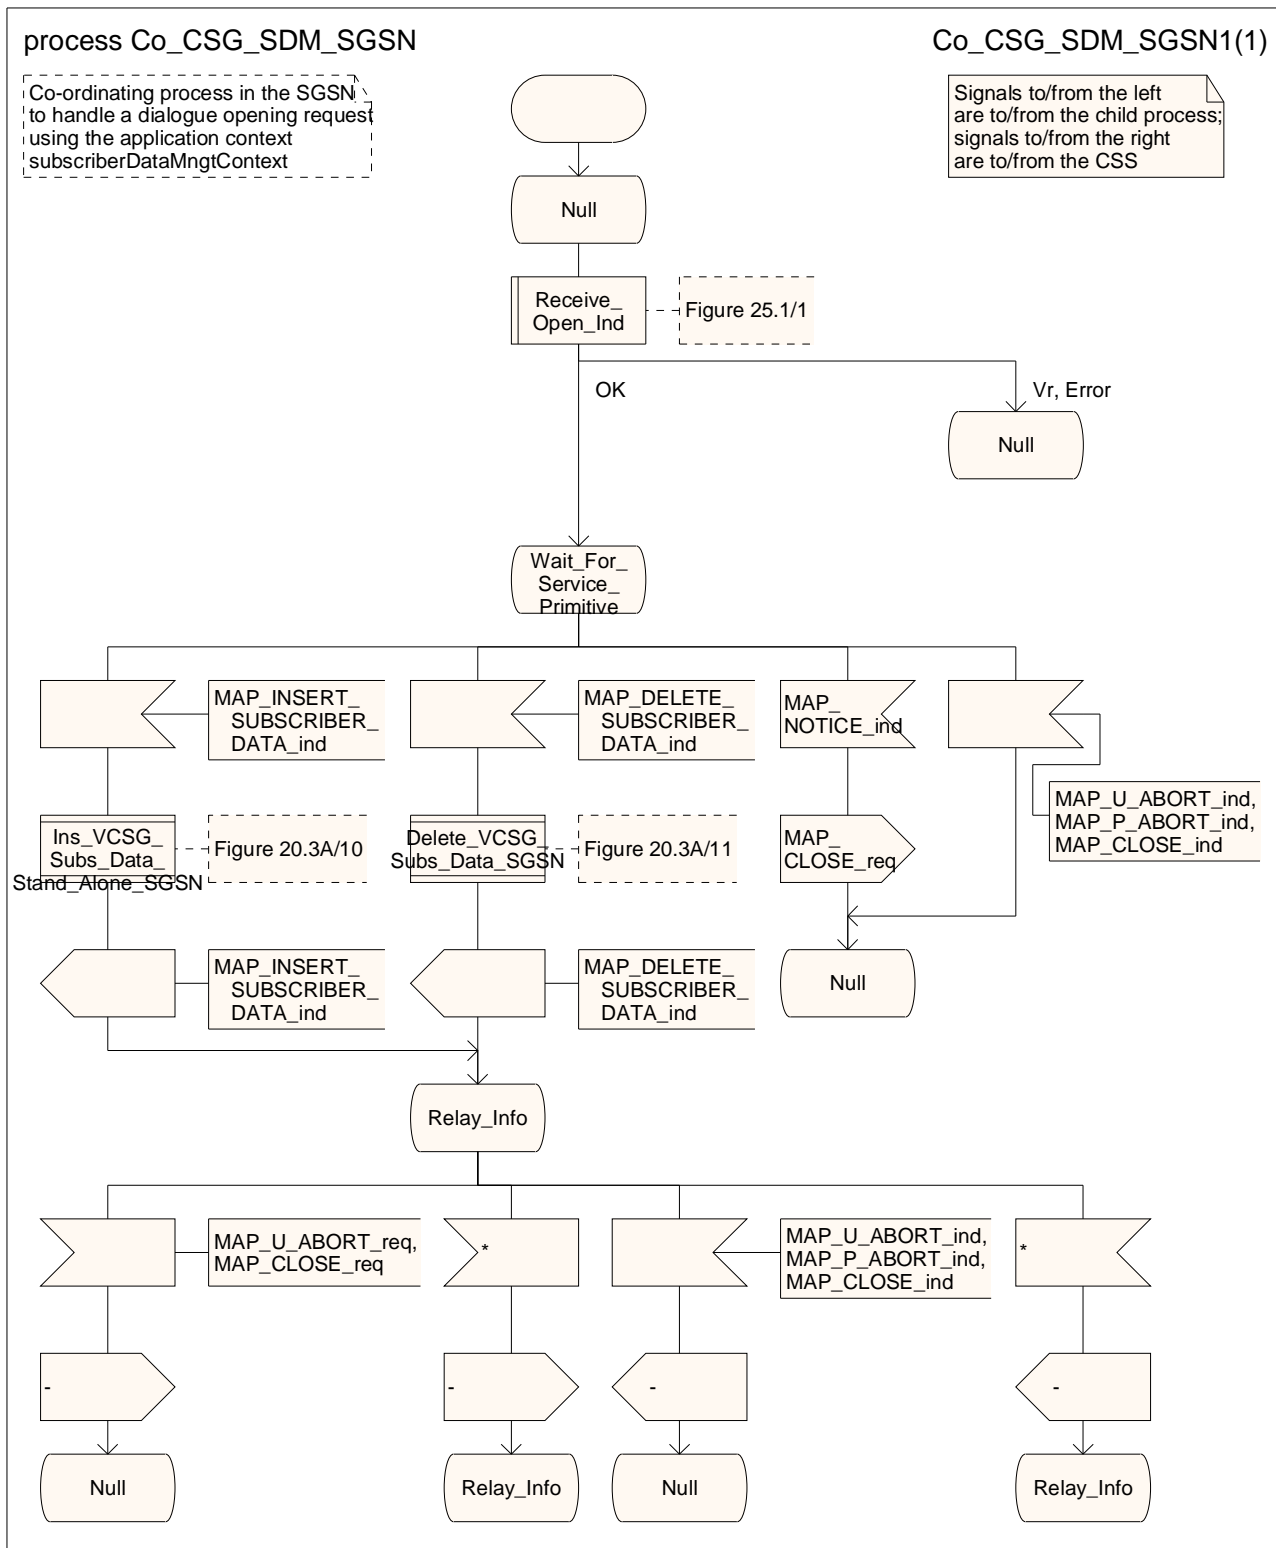 process Co_CSG_SDM_SGSN
Co_CSG_SDM_SGSN1(1)
Co-ordinating process in the SGSN
to handle a dialogue opening request
using the application context
subscriberDataMngtContext
Signals to/from the left
are to/from the child process;
signals to/from the right
are to/from the CSS
Null
Receive_
Open_Ind
Figure 25.1/1
OK
Vr, Error
Null
Wait_For_
Service_
Primitive
MAP_INSERT_
SUBSCRIBER_
DATA_ind
MAP_DELETE_
SUBSCRIBER_
DATA_ind
MAP_
NOTICE_ind
MAP_U_ABORT_ind,
MAP_P_ABORT_ind,
MAP_CLOSE_ind
Ins_VCSG_
Subs_Data_
Stand_Alone_SGSN
Figure 20.3A/10
Delete_VCSG_
Subs_Data_SGSN
Figure 20.3A/11
MAP_
CLOSE_req
MAP_INSERT_
SUBSCRIBER_
DATA_ind
MAP_DELETE_
SUBSCRIBER_
DATA_ind
Null
Relay_Info
MAP_U_ABORT_req,
MAP_CLOSE_req
*
MAP_U_ABORT_ind,
MAP_P_ABORT_ind,
MAP_CLOSE_ind
*
-
-
-
-
Null
Relay_Info
Null
Relay_Info